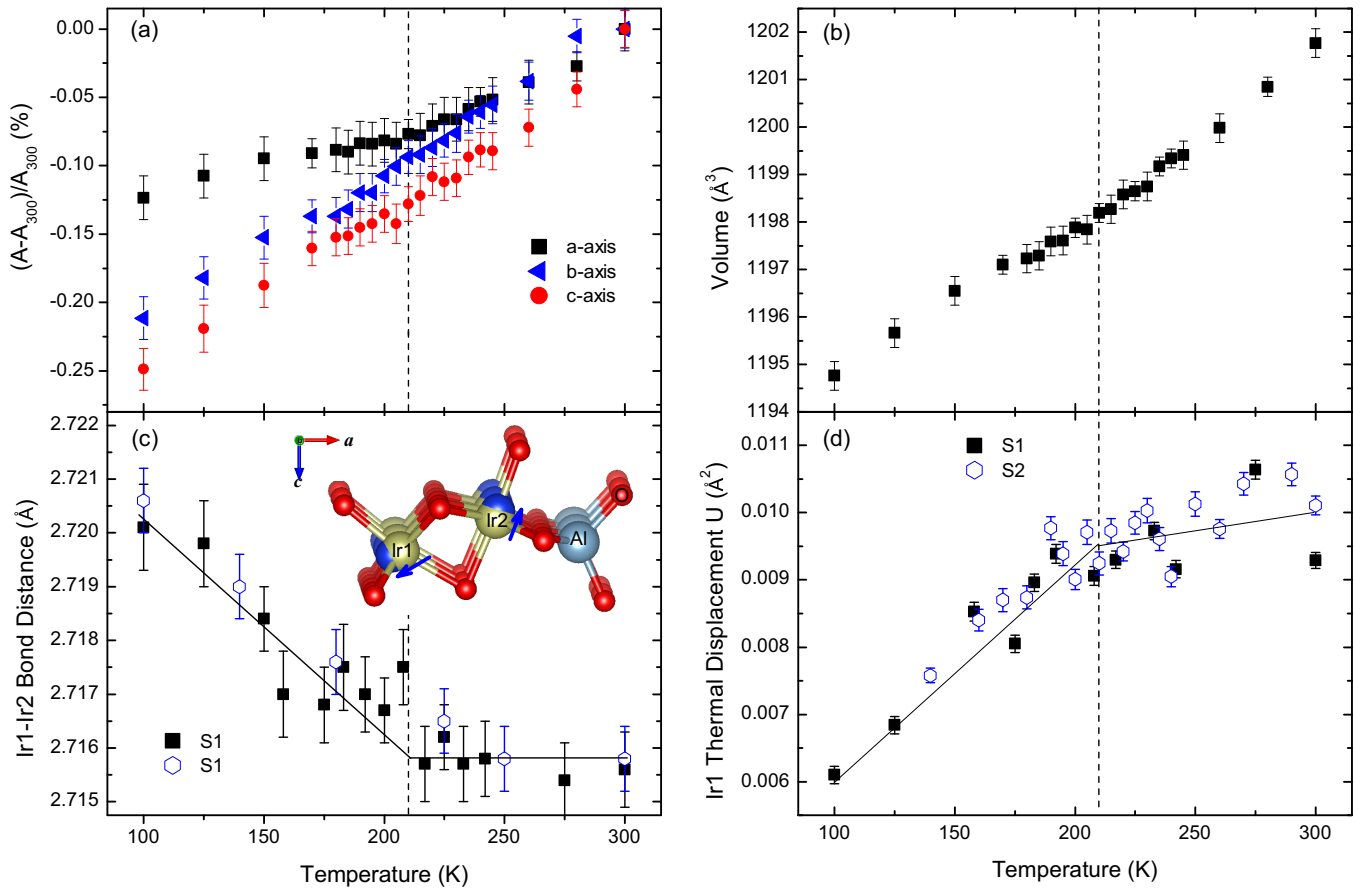 (a)
0.00
-0.05
-0.10
-0.15
-0.20
-0.25
(A-A300)/A300 (%)
a-axis
b-axis
c-axis
(b)
1202
1201
1200
1199
1198
1197
1196
1195
1194
Volume (Å³)
(c)
2.722
2.721
2.720
2.719
2.718
2.717
2.716
2.715
Ir1-Ir2 Bond Distance (Å)
a
c
Ir1
Ir2
Al
O
S1
S1
100
150
200
250
300
Temperature (K)
(d)
S1
S2
0.011
0.010
0.009
0.008
0.007
0.006
Ir1 Thermal Displacement U (Å²)
100
150
200
250
300
Temperature (K)